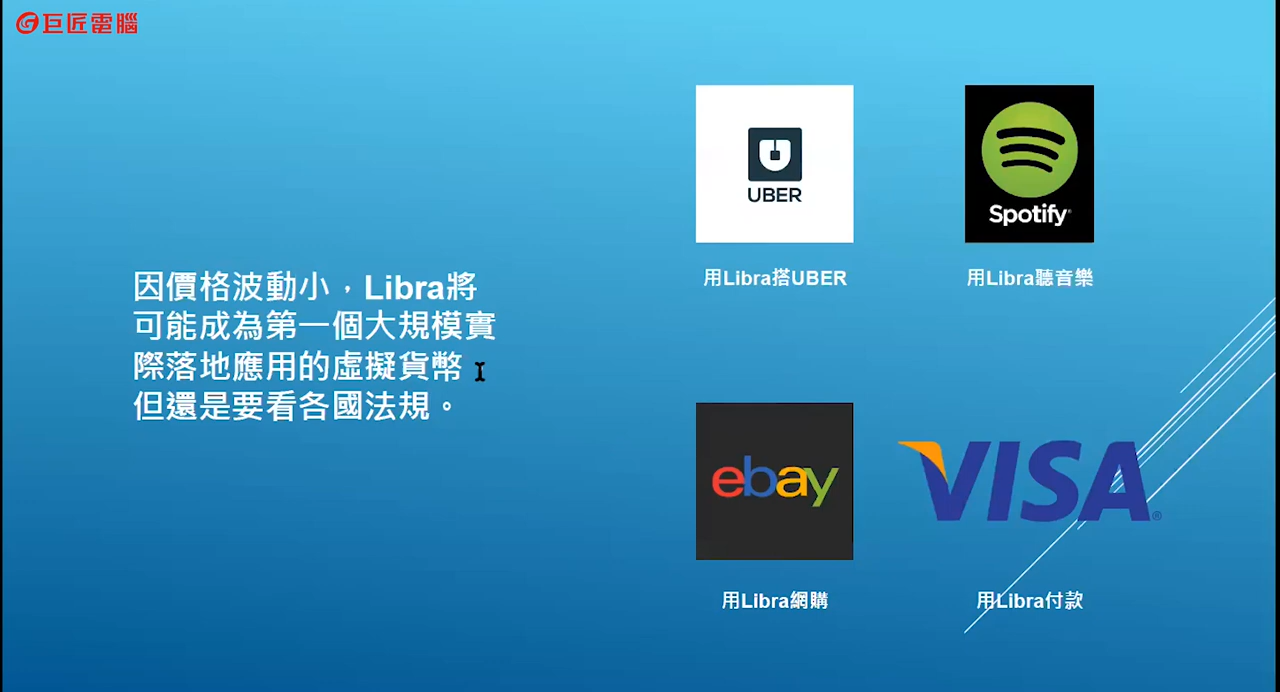 巨匠電腦
UBER
Spotify®
用Libra搭UBER
用Libra聽音樂
因價格波動小，Libra將
可能成為第一個大規模實
際落地應用的虛擬貨幣
但還是要看各國法規。
ebay
VISA®
用Libra網購
用Libra付款